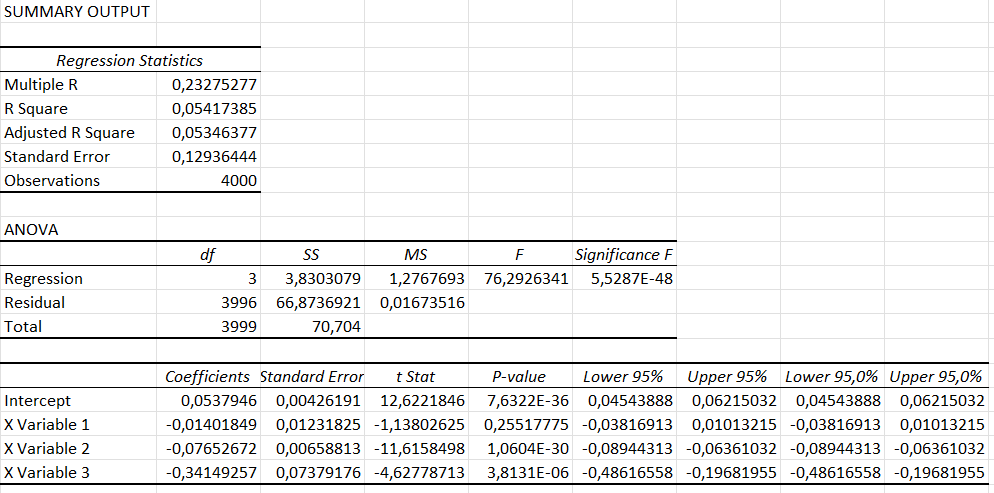 SUMMARY OUTPUT
Regression Statistics
Multiple R 0,23275277
R Square 0,05417385
Adjusted R Square 0,05346377
Standard Error 0,12936444
Observations 4000
ANOVA
df SS MS F Significance F
Regression 3 3,8303079 1,2767693 76,2926341 5,5287E-48
Residual 3996 66,8736921 0,01673516
Total 3999 70,704
Coefficients Standard Error t Stat P-value Lower 95% Upper 95% Lower 95,0% Upper 95,0%
Intercept 0,0537946 0,00426191 12,6221846 7,6322E-36 0,04543888 0,06215032 0,04543888 0,06215032
X Variable 1 -0,01401849 0,01231825 -1,13802625 0,25517775 -0,03816913 0,01013215 -0,03816913 0,01013215
X Variable 2 -0,07652672 0,00658813 -11,6158498 1,0604E-30 -0,08944313 -0,06361032 -0,08944313 -0,06361032
X Variable 3 -0,34149257 0,07379176 -4,62778713 3,8131E-06 -0,48616558 -0,19681955 -0,48616558 -0,19681955